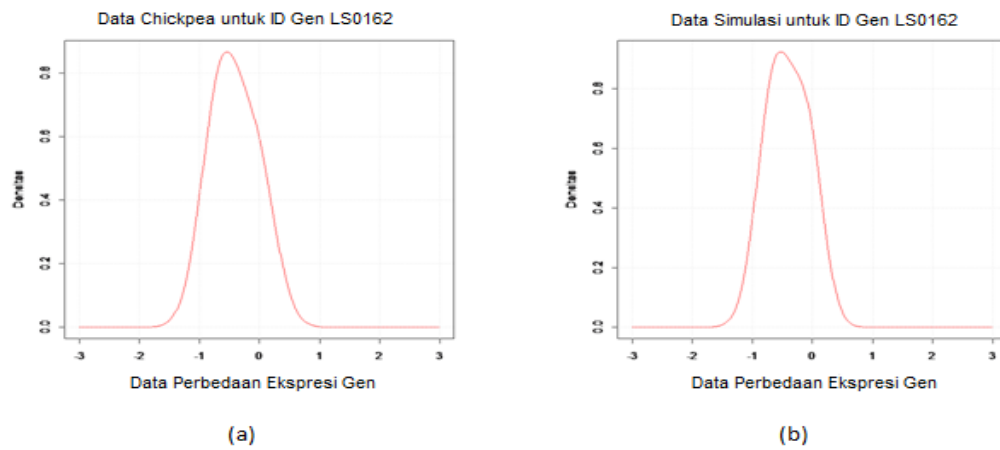 Data Chickpea untuk ID Gen LS0162
0.8
0.6
0.4
0.2
0.0
Densitas
-3 -2 -1 0 1 2 3
Data Perbedaan Ekspresi Gen
(a)
Data Simulasi untuk ID Gen LS0162
0.8
0.6
0.4
0.2
0.0
Densitas
-3 -2 -1 0 1 2 3
Data Perbedaan Ekspresi Gen
(b)